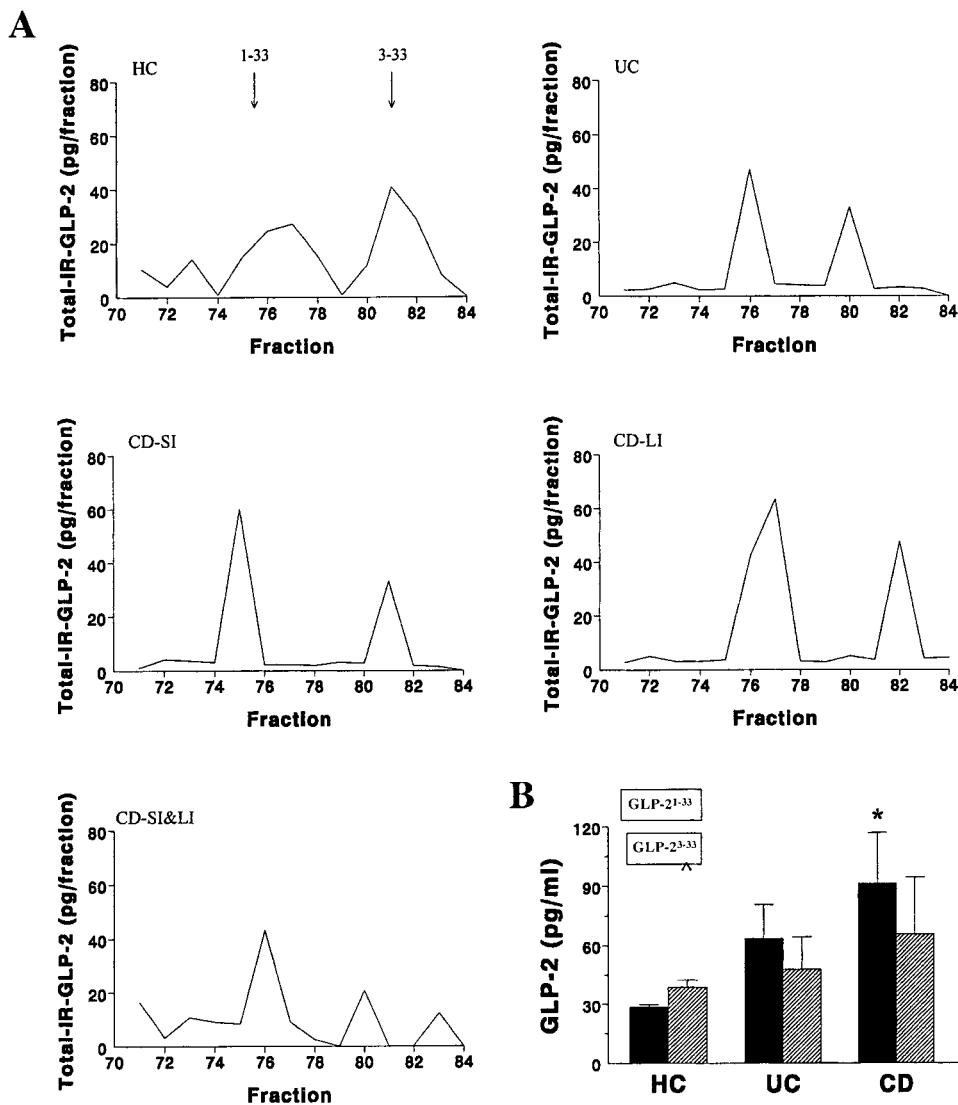 A
HC
1-33
3-33
Total-IR-GLP-2 (pg/fraction)
80
60
40
20
0
70 72 74 76 78 80 82 84
Fraction
UC
Total-IR-GLP-2 (pg/fraction)
80
60
40
20
0
70 72 74 76 78 80 82 84
Fraction
CD-SI
Total-IR-GLP-2 (pg/fraction)
80
60
40
20
0
70 72 74 76 78 80 82 84
Fraction
CD-LI
Total-IR-GLP-2 (pg/fraction)
80
60
40
20
0
70 72 74 76 78 80 82 84
Fraction
CD-SI&LI
Total-IR-GLP-2 (pg/fraction)
80
60
40
20
0
70 72 74 76 78 80 82 84
Fraction
B
GLP-2¹⁻³³
GLP-2³⁻³³
^
*
GLP-2 (pg/ml)
120
90
60
30
0
HC UC CD